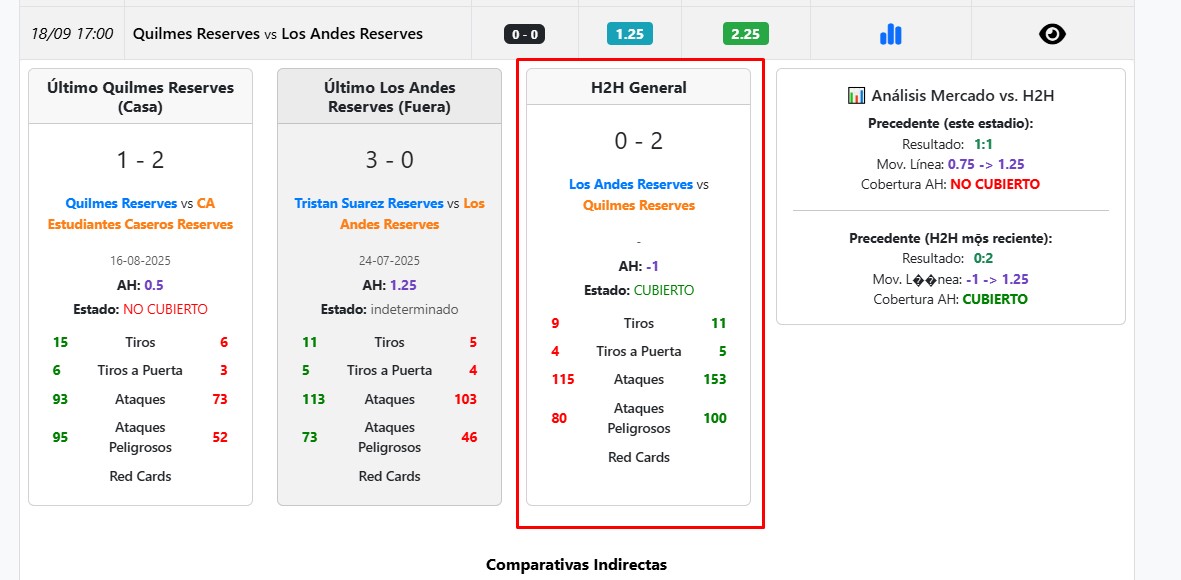 18/09 17:00 Quilmes Reserves vs Los Andes Reserves 0 - 0 1.25 2.25
Último Quilmes Reserves
(Casa)
1 - 2
Quilmes Reserves vs CA
Estudiantes Caseros Reserves
16-08-2025
AH: 0.5
Estado: NO CUBIERTO
15 Tiros 6
6 Tiros a Puerta 3
93 Ataques 73
95 Ataques
Peligrosos 52
Red Cards
Último Los Andes
Reserves (Fuera)
3 - 0
Tristan Suarez Reserves vs Los
Andes Reserves
24-07-2025
AH: 1.25
Estado: indeterminado
11 Tiros 5
5 Tiros a Puerta 4
113 Ataques 103
73 Ataques
Peligrosos 46
Red Cards
H2H General
0 - 2
Los Andes Reserves vs
Quilmes Reserves
-
AH: -1
Estado: CUBIERTO
9 Tiros 11
4 Tiros a Puerta 5
115 Ataques 153
80 Ataques
Peligrosos 100
Red Cards
Análisis Mercado vs. H2H
Precedente (este estadio):
Resultado: 1:1
Mov. Línea: 0.75 -> 1.25
Cobertura AH: NO CUBIERTO
Precedente (H2H mọs reciente):
Resultado: 0:2
Mov. L��nea: -1 -> 1.25
Cobertura AH: CUBIERTO
Comparativas Indirectas